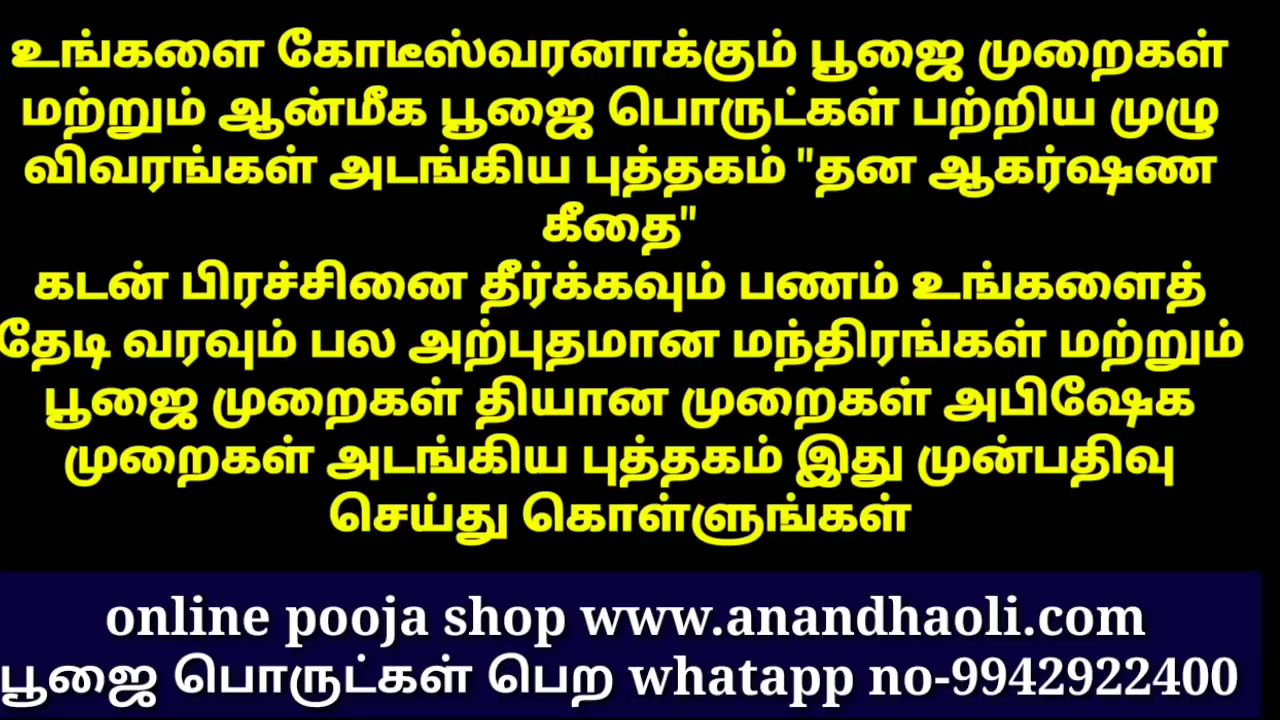 உங்களை கோடீஸ்வரனாக்கும் பூஜை முறைகள்
மற்றும் ஆன்மீக பூஜை பொருட்கள் பற்றிய முழு
விவரங்கள் அடங்கிய புத்தகம் "தன ஆகர்ஷண
கீதை"
கடன் பிரச்சினை தீர்க்கவும் பணம் உங்களைத்
தேடி வரவும் பல அற்புதமான மந்திரங்கள் மற்றும்
பூஜை முறைகள் தியான முறைகள் அபிஷேக
முறைகள் அடங்கிய புத்தகம் இது முன்பதிவு
செய்து கொள்ளுங்கள்
online pooja shop www.anandhaoli.com
பூஜை பொருட்கள் பெற whatapp no-9942922400